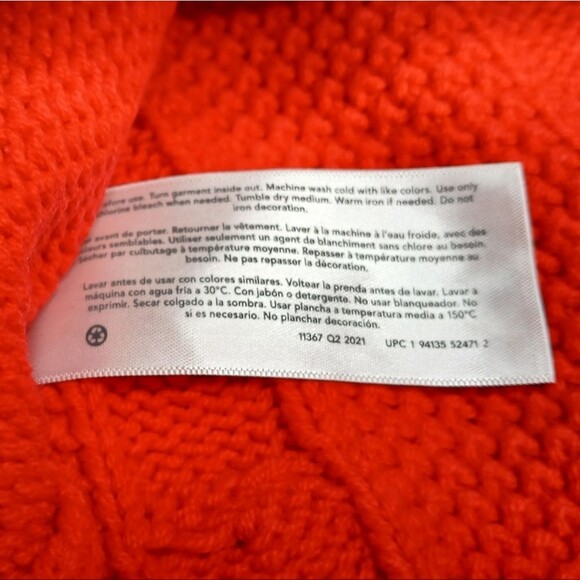 before use. Turn garment inside out. Machine wash cold with like colors. Use only
chlorine bleach when needed. Tumble dry medium. Warm iron if needed. Do not
iron decoration.
avant de porter. Retourner le vêtement. Laver à la machine à l'eau froide, avec des
semblables. Utiliser seulement un agent de blanchiment sans chlore au besoin.
par culbutage à température moyenne. Repasser à température moyenne au
besoin. Ne pas repasser la décoration.
Lavar antes de usar con colores similares. Voltear la prenda antes de lavar. Lavar a
máquina con agua fría a 30°C. Con jabón o detergente. No usar blanqueador. No
exprimir. Secar colgado a la sombra. Usar plancha a temperatura media a 150°C
si es necesario. No planchar decoración.
11367 Q2 2021 UPC 1 94135 52471 2